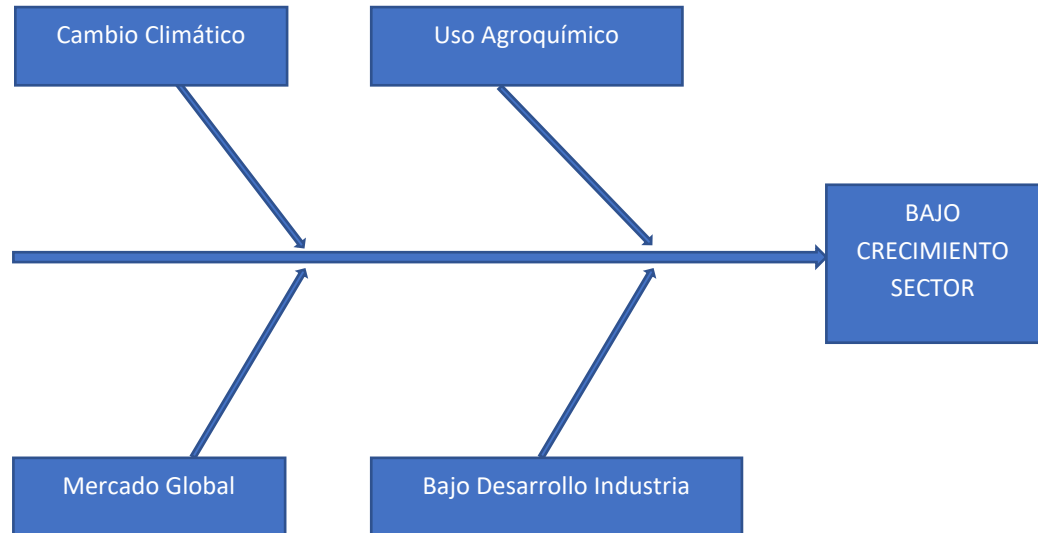 Cambio Climático
Uso Agroquímico
BAJO
CRECIMIENTO
SECTOR
Mercado Global
Bajo Desarrollo Industria